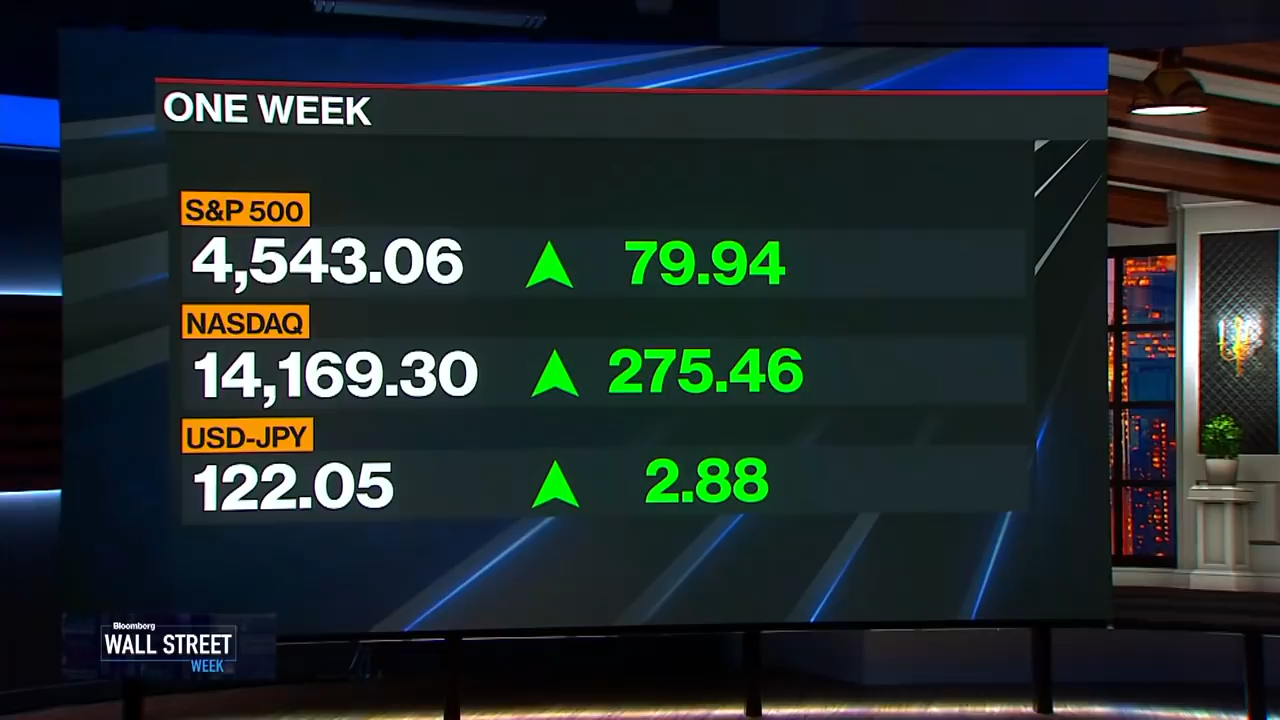 ONE WEEK
S&P 500
4,543.06 79.94
NASDAQ
14,169.30 275.46
USD-JPY
122.05 2.88
Bloomberg
WALL STREET
WEEK